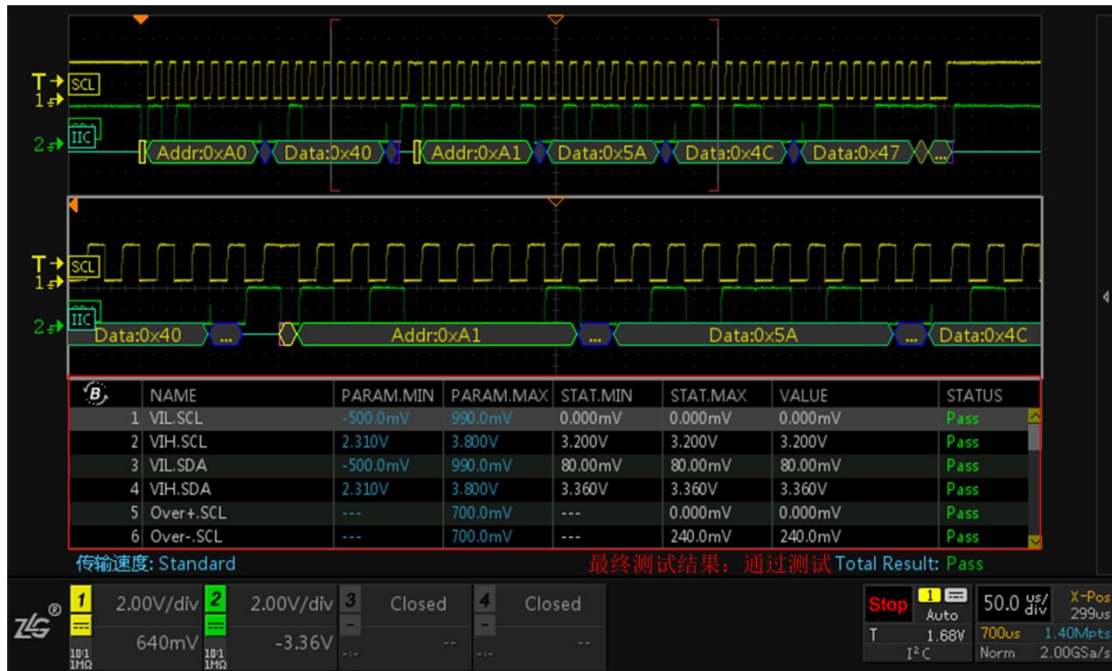 T SCL
1
IIC
2 Addr:0xA0 Data:0x40 Addr:0xA1 Data:0x5A Data:0x4C Data:0x47 ...
T SCL
1
IIC
2 Data:0x40 ... Addr:0xA1 ... Data:0x5A ... Data:0x4C
B NAME PARAM.MIN PARAM.MAX STAT.MIN STAT.MAX VALUE STATUS
1 VIL.SCL -500.0mV 990.0mV 0.000mV 0.000mV 0.000mV Pass
2 VIH.SCL 2.310V 3.800V 3.200V 3.200V 3.200V Pass
3 VIL.SDA -500.0mV 990.0mV 80.00mV 80.00mV 80.00mV Pass
4 VIH.SDA 2.310V 3.800V 3.360V 3.360V 3.360V Pass
5 Over+.SCL --- 700.0mV --- 0.000mV 0.000mV Pass
6 Over-.SCL --- 700.0mV --- 240.0mV 240.0mV Pass
传输速度: Standard 最终测试结果：通过测试 Total Result: Pass
ZLG® 1 2.00V/div 2 2.00V/div 3 Closed 4 Closed Stop 1 Auto 50.0 μs/div X-Pos 299us
640mV -3.36V -- -- T 1.68V 700us 1.40Mpts
10:1 1MΩ 10:1 1MΩ -:- -:- I²C Norm 2.00GSa/s